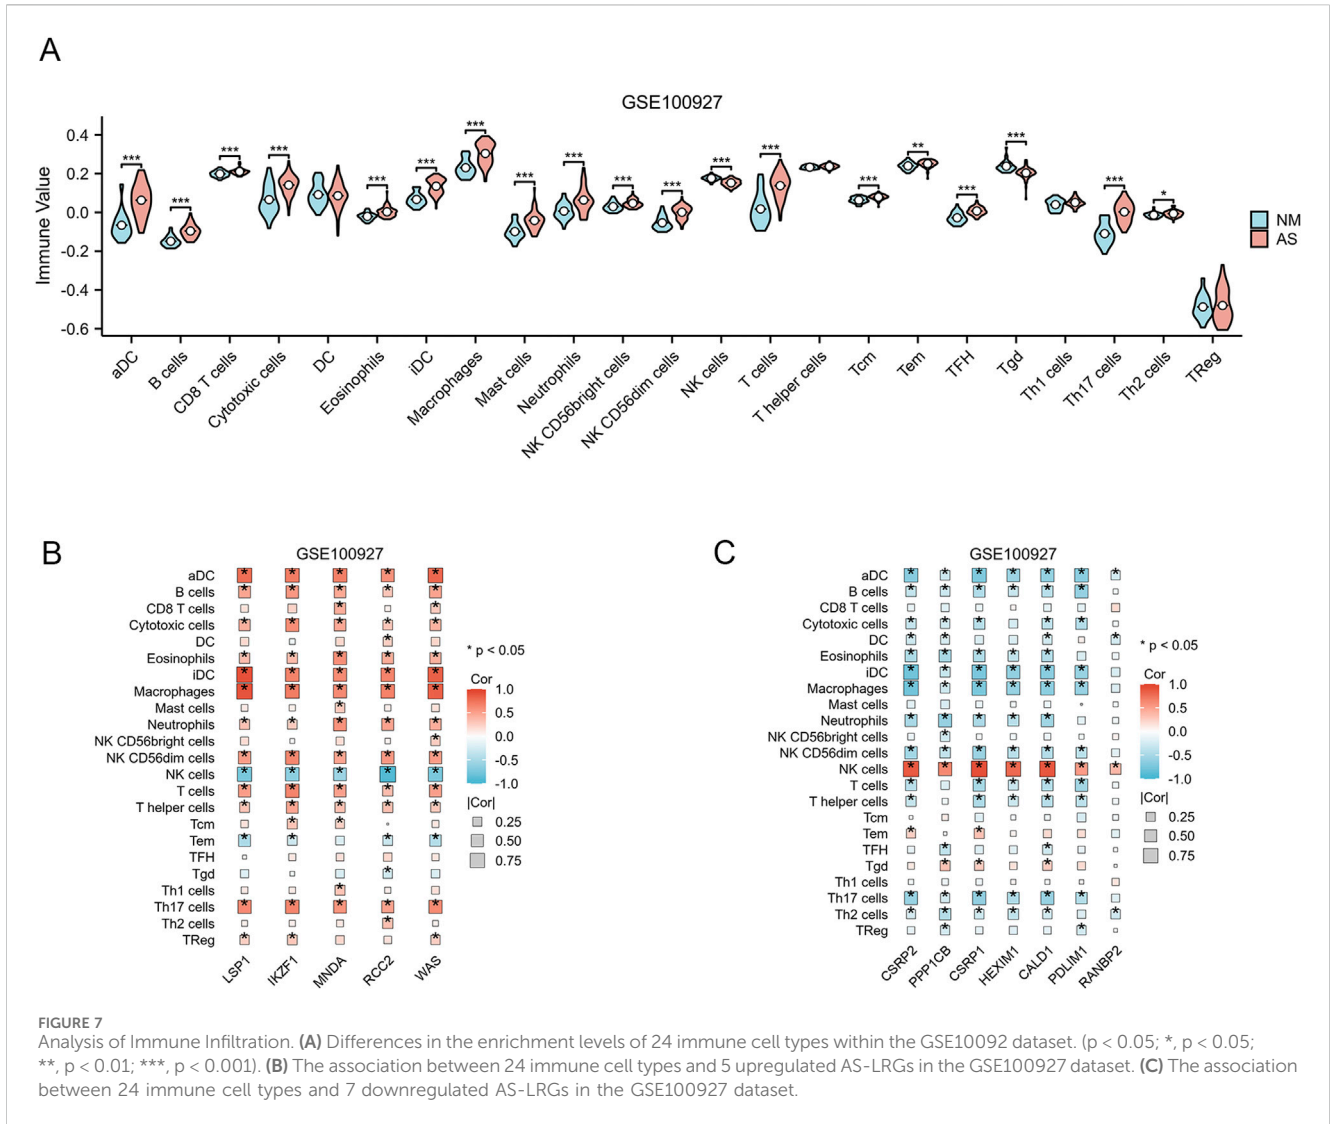 A
GSE100927
Immune Value
0.4
0.2
0.0
-0.2
-0.4
-0.6
*** *** *** *** *** *** *** *** *** *** *** *** *** *** ** *** *** *** *
NM
AS
aDC
B cells
CD8 T cells
Cytotoxic cells
DC
Eosinophils
iDC
Macrophages
Mast cells
Neutrophils
NK CD56bright cells
NK CD56dim cells
NK cells
T cells
T helper cells
Tcm
Tem
TFH
Tgd
Th1 cells
Th17 cells
Th2 cells
TReg
B
GSE100927
aDC
B cells
CD8 T cells
Cytotoxic cells
DC
Eosinophils
iDC
Macrophages
Mast cells
Neutrophils
NK CD56bright cells
NK CD56dim cells
NK cells
T cells
T helper cells
Tcm
Tem
TFH
Tgd
Th1 cells
Th17 cells
Th2 cells
TReg
LSP1
IKZF1
MNDA
RCC2
WAS
* p < 0.05
Cor
1.0
0.5
0.0
-0.5
-1.0
|Cor|
0.25
0.50
0.75
C
GSE100927
aDC
B cells
CD8 T cells
Cytotoxic cells
DC
Eosinophils
iDC
Macrophages
Mast cells
Neutrophils
NK CD56bright cells
NK CD56dim cells
NK cells
T cells
T helper cells
Tcm
Tem
TFH
Tgd
Th1 cells
Th17 cells
Th2 cells
TReg
CSRP2
PPP1CB
CSRP1
HEXIM1
CALD1
PDLIM1
RANBP2
* p < 0.05
Cor
1.0
0.5
0.0
-0.5
-1.0
|Cor|
0.25
0.50
0.75
FIGURE 7
Analysis of Immune Infiltration. (A) Differences in the enrichment levels of 24 immune cell types within the GSE10092 dataset. (p < 0.05; *, p < 0.05;
**, p < 0.01; ***, p < 0.001). (B) The association between 24 immune cell types and 5 upregulated AS-LRGs in the GSE100927 dataset. (C) The association
between 24 immune cell types and 7 downregulated AS-LRGs in the GSE100927 dataset.